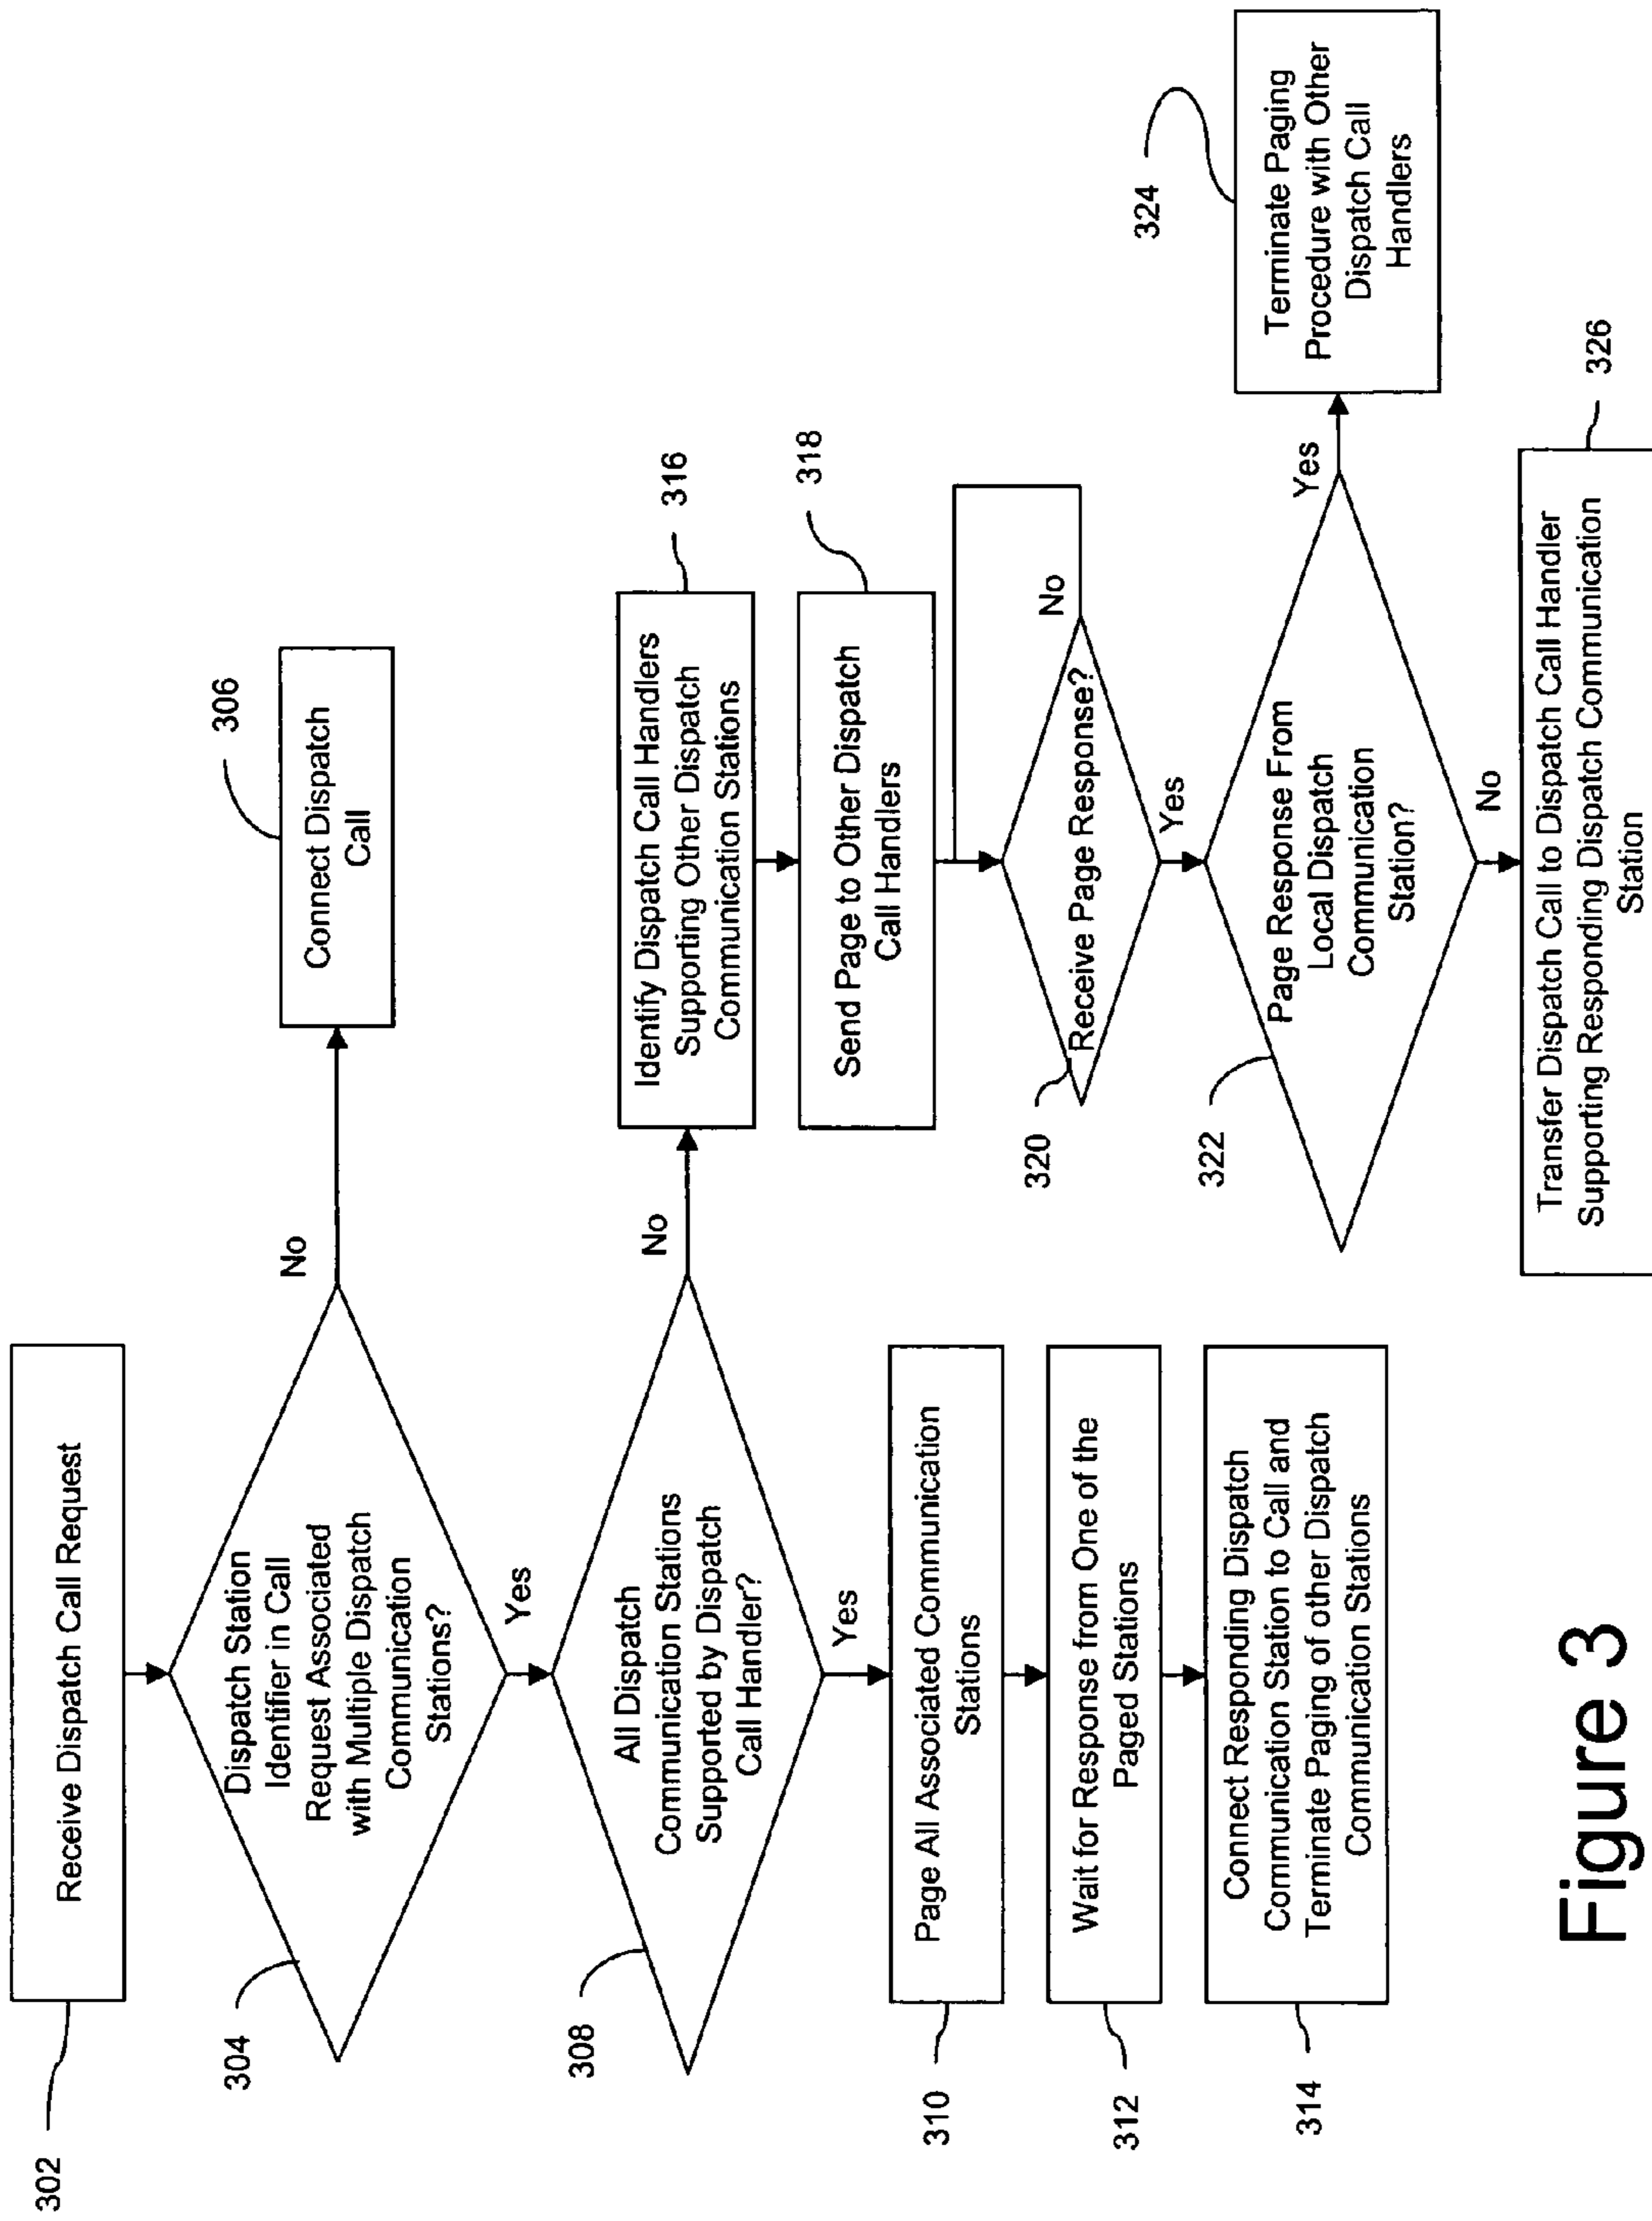 302
Receive Dispatch Call Request
304
Dispatch Station
Identifier in Call
Request Associated
with Multiple Dispatch
Communication
Stations?
No
306
Connect Dispatch
Call
Yes
308
All Dispatch
Communication Stations
Supported by Dispatch
Call Handler?
No
Yes
310
Page All Associated Communication
Stations
312
Wait for Response from One of the
Paged Stations
314
Connect Responding Dispatch
Communication Station to Call and
Terminate Paging of other Dispatch
Communication Stations
316
Identify Dispatch Call Handlers
Supporting Other Dispatch
Communication Stations
318
Send Page to Other Dispatch
Call Handlers
320
Receive Page Response?
No
Yes
322
Page Response From
Local Dispatch
Communication
Station?
Yes
324
Terminate Paging
Procedure with Other
Dispatch Call
Handlers
No
326
Transfer Dispatch Call to Dispatch Call Handler
Supporting Responding Dispatch Communication
Station
Figure 3